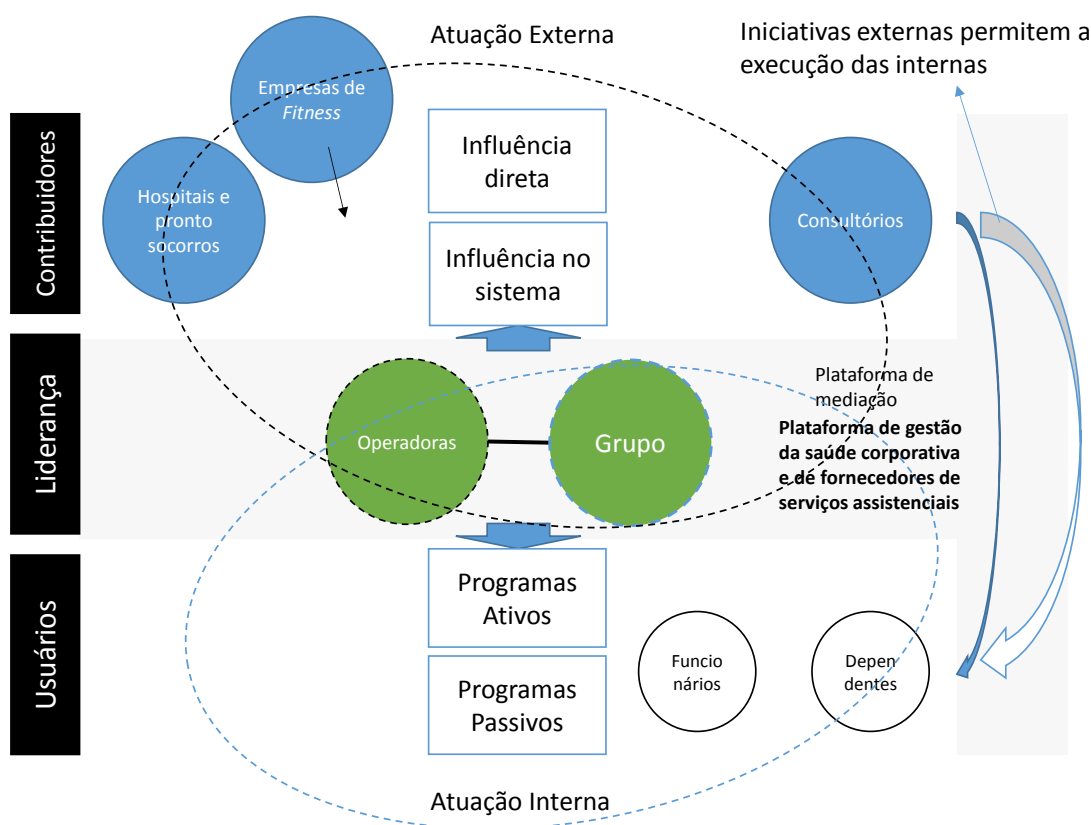 Atuação Externa
Iniciativas externas permitem a
execução das internas
Contribuidores
Empresas de
Fitness
Hospitais e
pronto
socorros
Influência
direta
Influência no
sistema
Consultórios
Liderança
Operadoras
Grupo
Plataforma de
mediação
Plataforma de gestão
da saúde corporativa
e de fornecedores de
serviços assistenciais
Usuários
Programas
Ativos
Programas
Passivos
Funcio
nários
Depen
dentes
Atuação Interna